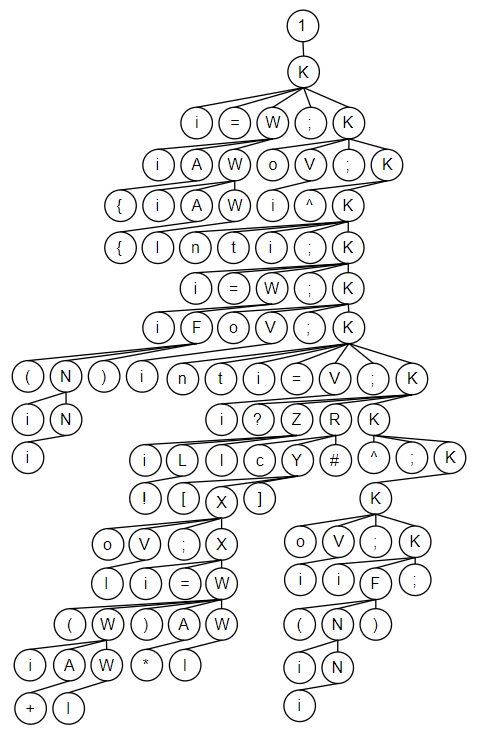 1
K
i = W ; K
i A W o V ; K
{ i A W i ^ K
{ l n t i ; K
i = W ; K
i F o V ; K
( N ) i n t i = V ; K
i N i ? Z R K
i i L l c Y # ^ ; K
! [ X ] K
o V ; X o V ; K
l i = W i i F ;
( W ) A W ( N )
i A W * l i N
+ l i